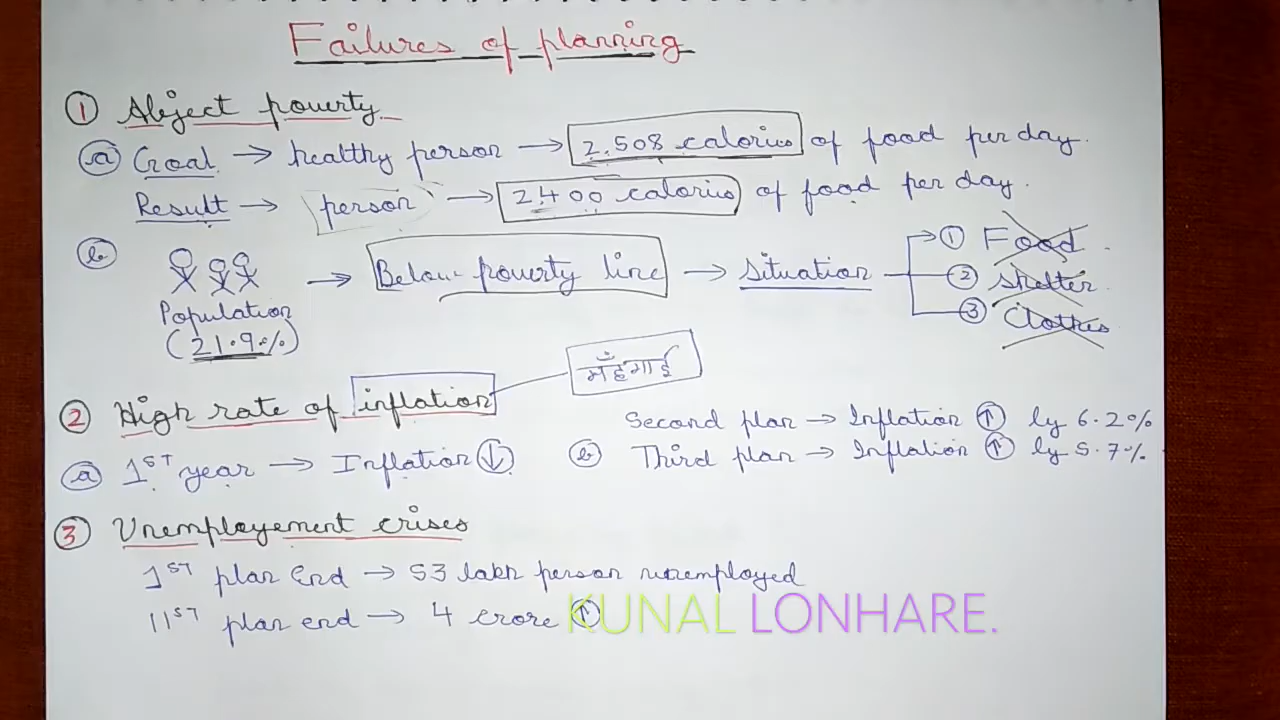 Failures of planning
① Abject poverty
ⓐ Goal → healthy person → 2,508 calories of food per day.
Result → person → 2,400 calories of food per day.
ⓑ
Population
(21.9%)
→ Below poverty line → Situation
① Food.
② Shelter
③ Clothes
② High rate of inflation
मँहगाई
ⓐ 1ST year → Inflation ↓
Second plan → Inflation ↑ by 6.2%
ⓑ Third plan → Inflation ↑ by 5.7%
③ Unemployement crises
1ST plan End → 53 lakh person unemployed
11ST plan end → 4 crore ↑
KUNAL LONHARE.